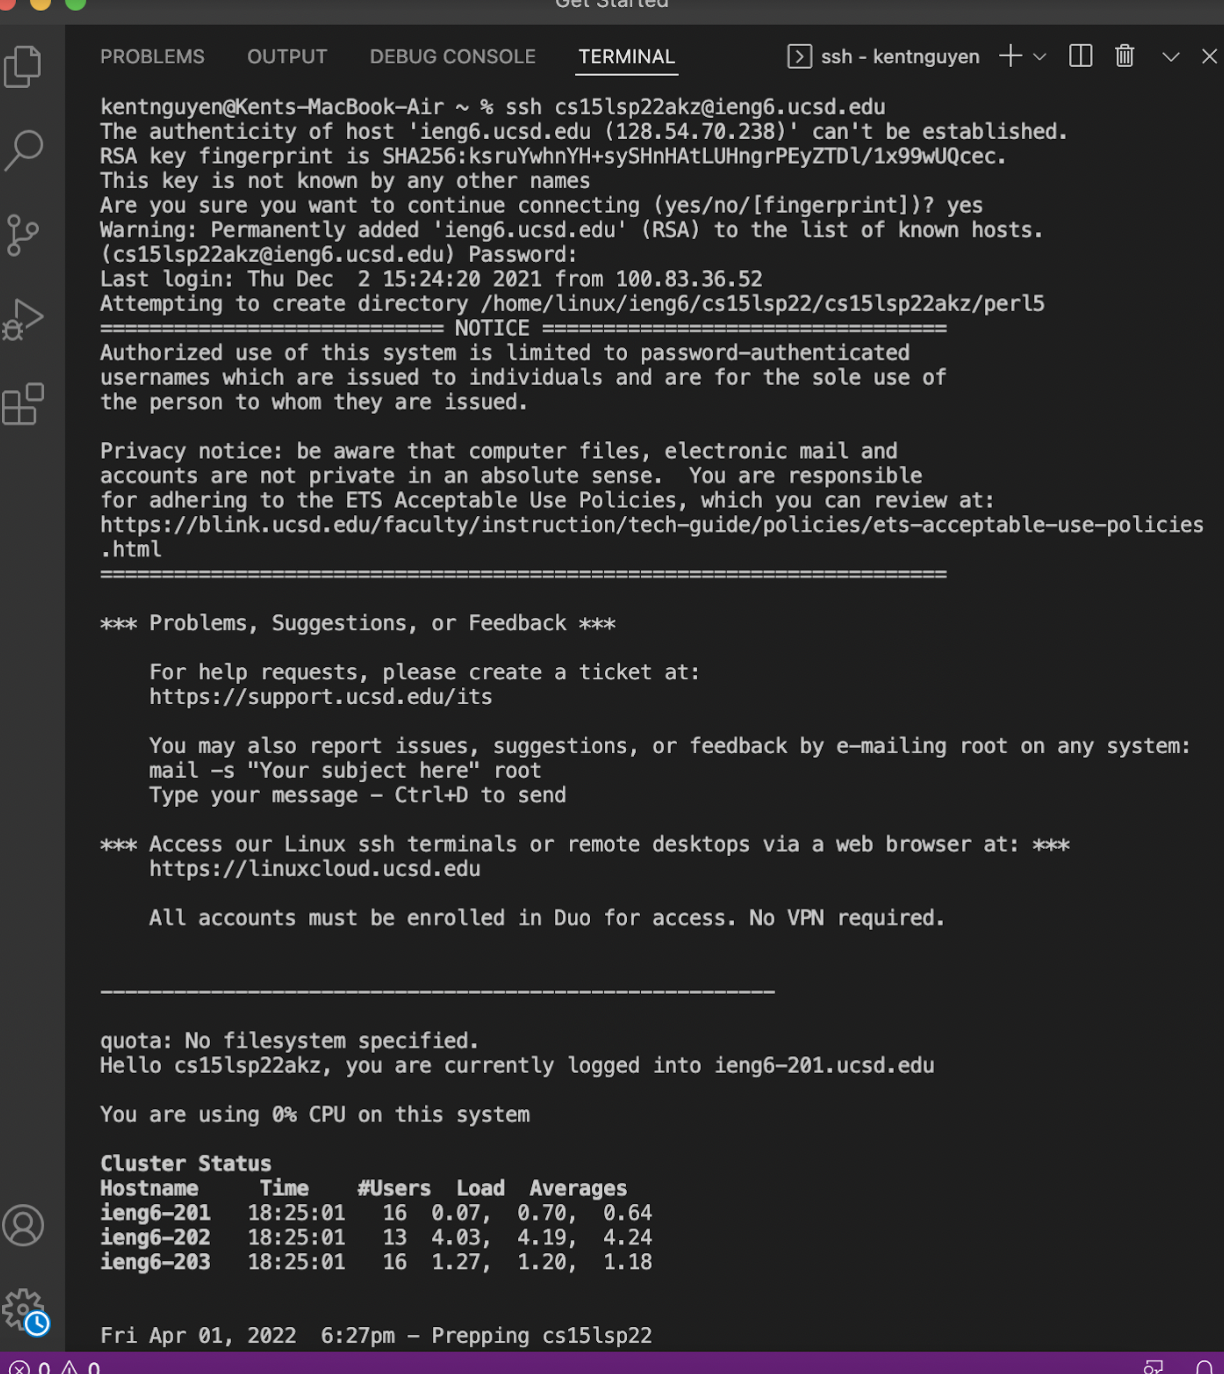 Get Started
PROBLEMS OUTPUT DEBUG CONSOLE TERMINAL ssh - kentnguyen
kentnguyen@Kents-MacBook-Air ~ % ssh cs15lsp22akz@ieng6.ucsd.edu
The authenticity of host 'ieng6.ucsd.edu (128.54.70.238)' can't be established.
RSA key fingerprint is SHA256:ksruYwhnYH+sySHnHAtLUHngrPEyZTDl/1x99wUQcec.
This key is not known by any other names
Are you sure you want to continue connecting (yes/no/[fingerprint])? yes
Warning: Permanently added 'ieng6.ucsd.edu' (RSA) to the list of known hosts.
(cs15lsp22akz@ieng6.ucsd.edu) Password:
Last login: Thu Dec  2 15:24:20 2021 from 100.83.36.52
Attempting to create directory /home/linux/ieng6/cs15lsp22/cs15lsp22akz/perl5
============================ NOTICE =================================
Authorized use of this system is limited to password-authenticated
usernames which are issued to individuals and are for the sole use of
the person to whom they are issued.

Privacy notice: be aware that computer files, electronic mail and
accounts are not private in an absolute sense.  You are responsible
for adhering to the ETS Acceptable Use Policies, which you can review at:
https://blink.ucsd.edu/faculty/instruction/tech-guide/policies/ets-acceptable-use-policies
.html
=====================================================================

*** Problems, Suggestions, or Feedback ***

    For help requests, please create a ticket at:
    https://support.ucsd.edu/its

    You may also report issues, suggestions, or feedback by e-mailing root on any system:
    mail -s "Your subject here" root
    Type your message - Ctrl+D to send

*** Access our Linux ssh terminals or remote desktops via a web browser at: ***
    https://linuxcloud.ucsd.edu

    All accounts must be enrolled in Duo for access. No VPN required.

-------------------------------------------------------

quota: No filesystem specified.
Hello cs15lsp22akz, you are currently logged into ieng6-201.ucsd.edu

You are using 0% CPU on this system

Cluster Status
Hostname     Time    #Users  Load  Averages
ieng6-201   18:25:01   16  0.07,  0.70,  0.64
ieng6-202   18:25:01   13  4.03,  4.19,  4.24
ieng6-203   18:25:01   16  1.27,  1.20,  1.18

Fri Apr 01, 2022  6:27pm - Prepping cs15lsp22
0 0